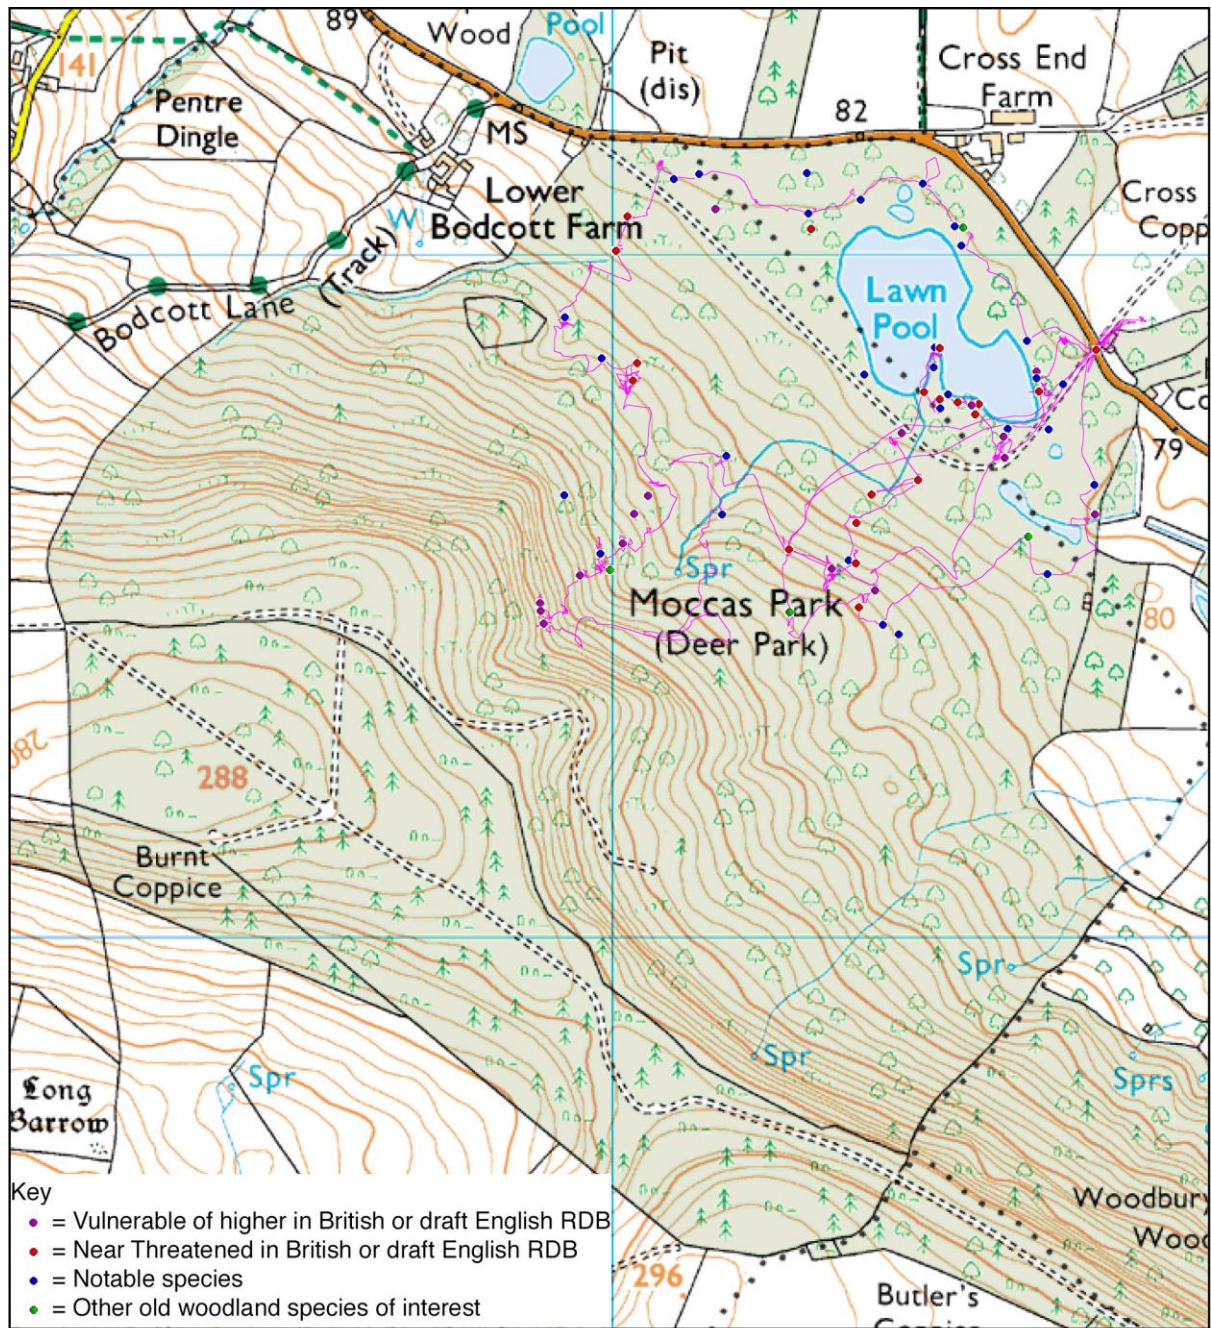 89
Wood
Pool
Pit
(dis)
Cross End
Farm
82
141
Pentre
Dingle
MS
Lower
Bodcott Farm
W
Cross
Copp
Bodcott Lane
(Track)
Lawn
Pool
Co
79
Spr
Moccas Park
(Deer Park)
80
280
288
Burnt
Coppice
Spr
Spr
Sprs
Long
Barrow
Spr
Woodbury
Wood
296
Butler's
Key
= Vulnerable of higher in British or draft English RDB
= Near Threatened in British or draft English RDB
= Notable species
= Other old woodland species of interest